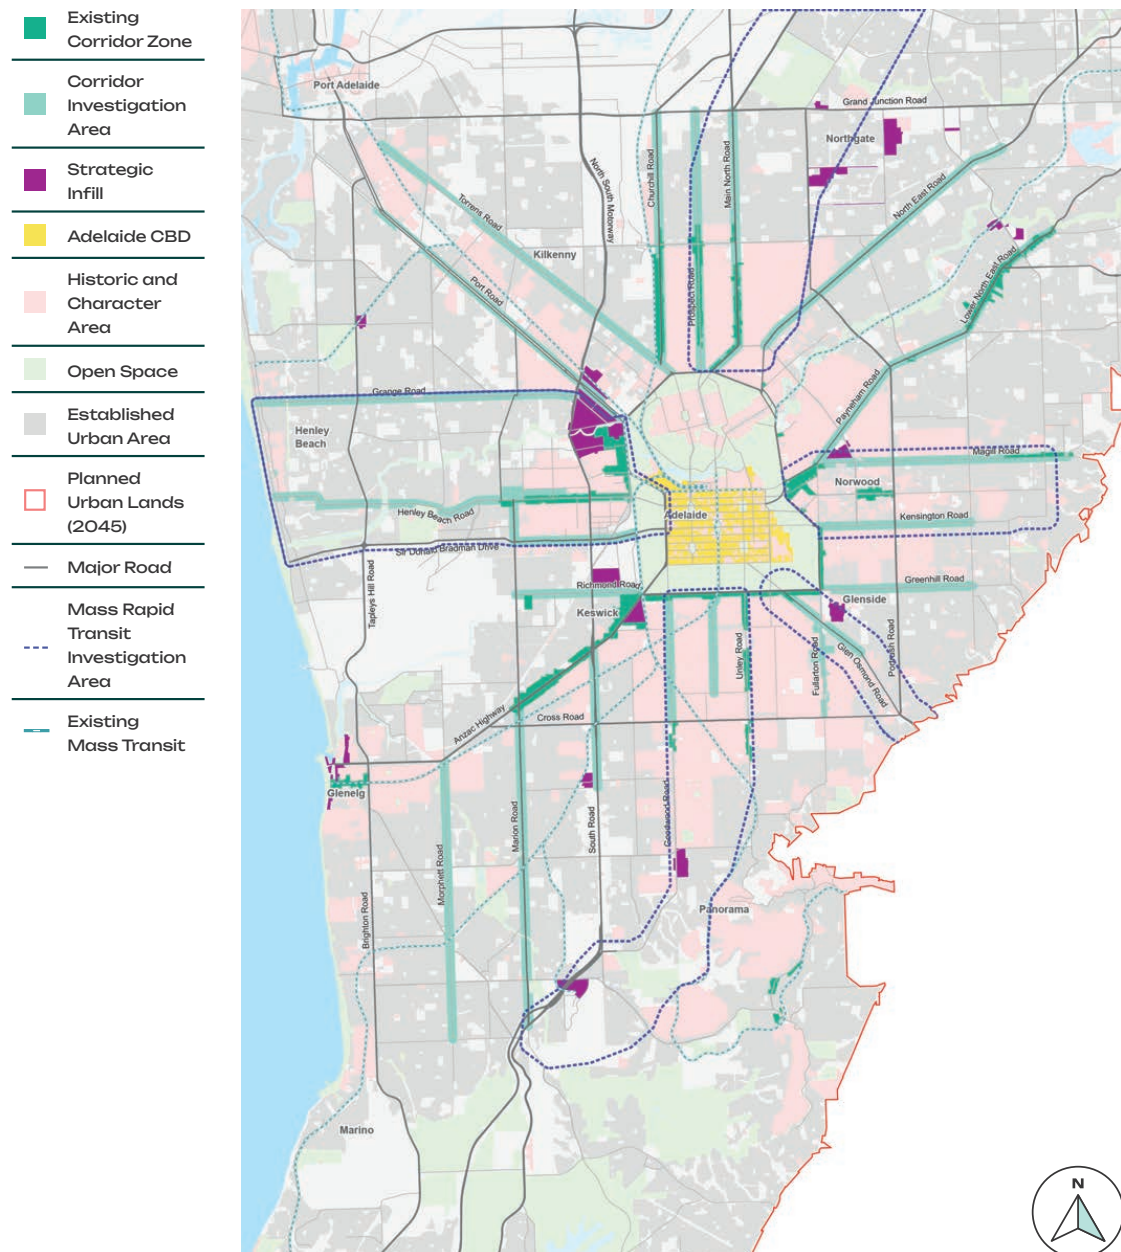 Existing
Corridor Zone
Corridor
Investigation
Area
Strategic
Infill
Adelaide CBD
Historic and
Character
Area
Open Space
Established
Urban Area
Planned
Urban Lands
(2045)
Major Road
Mass Rapid
Transit
Investigation
Area
Existing
Mass Transit
Port Adelaide
Grand Junction Road
Northgate
North South Motorway
Churchill Road
Main North Road
North East Road
Torrens Road
Kilkenny
Port Road
Prospect Road
Lower North East Road
Grange Road
Payneham Road
Henley
Beach
Magill Road
Norwood
Henley Beach Road
Adelaide
Kensington Road
Sir Donald Bradman Drive
Tapleys Hill Road
Richmond Road
Keswick
Greenhill Road
Glenside
Unley Road
Fullarton Road
Glen Osmond Road
Portrush Road
Anzac Highway
Cross Road
Glenelg
Marion Road
South Road
Goodwood Road
Morphett Road
Brighton Road
Panorama
Marino
N